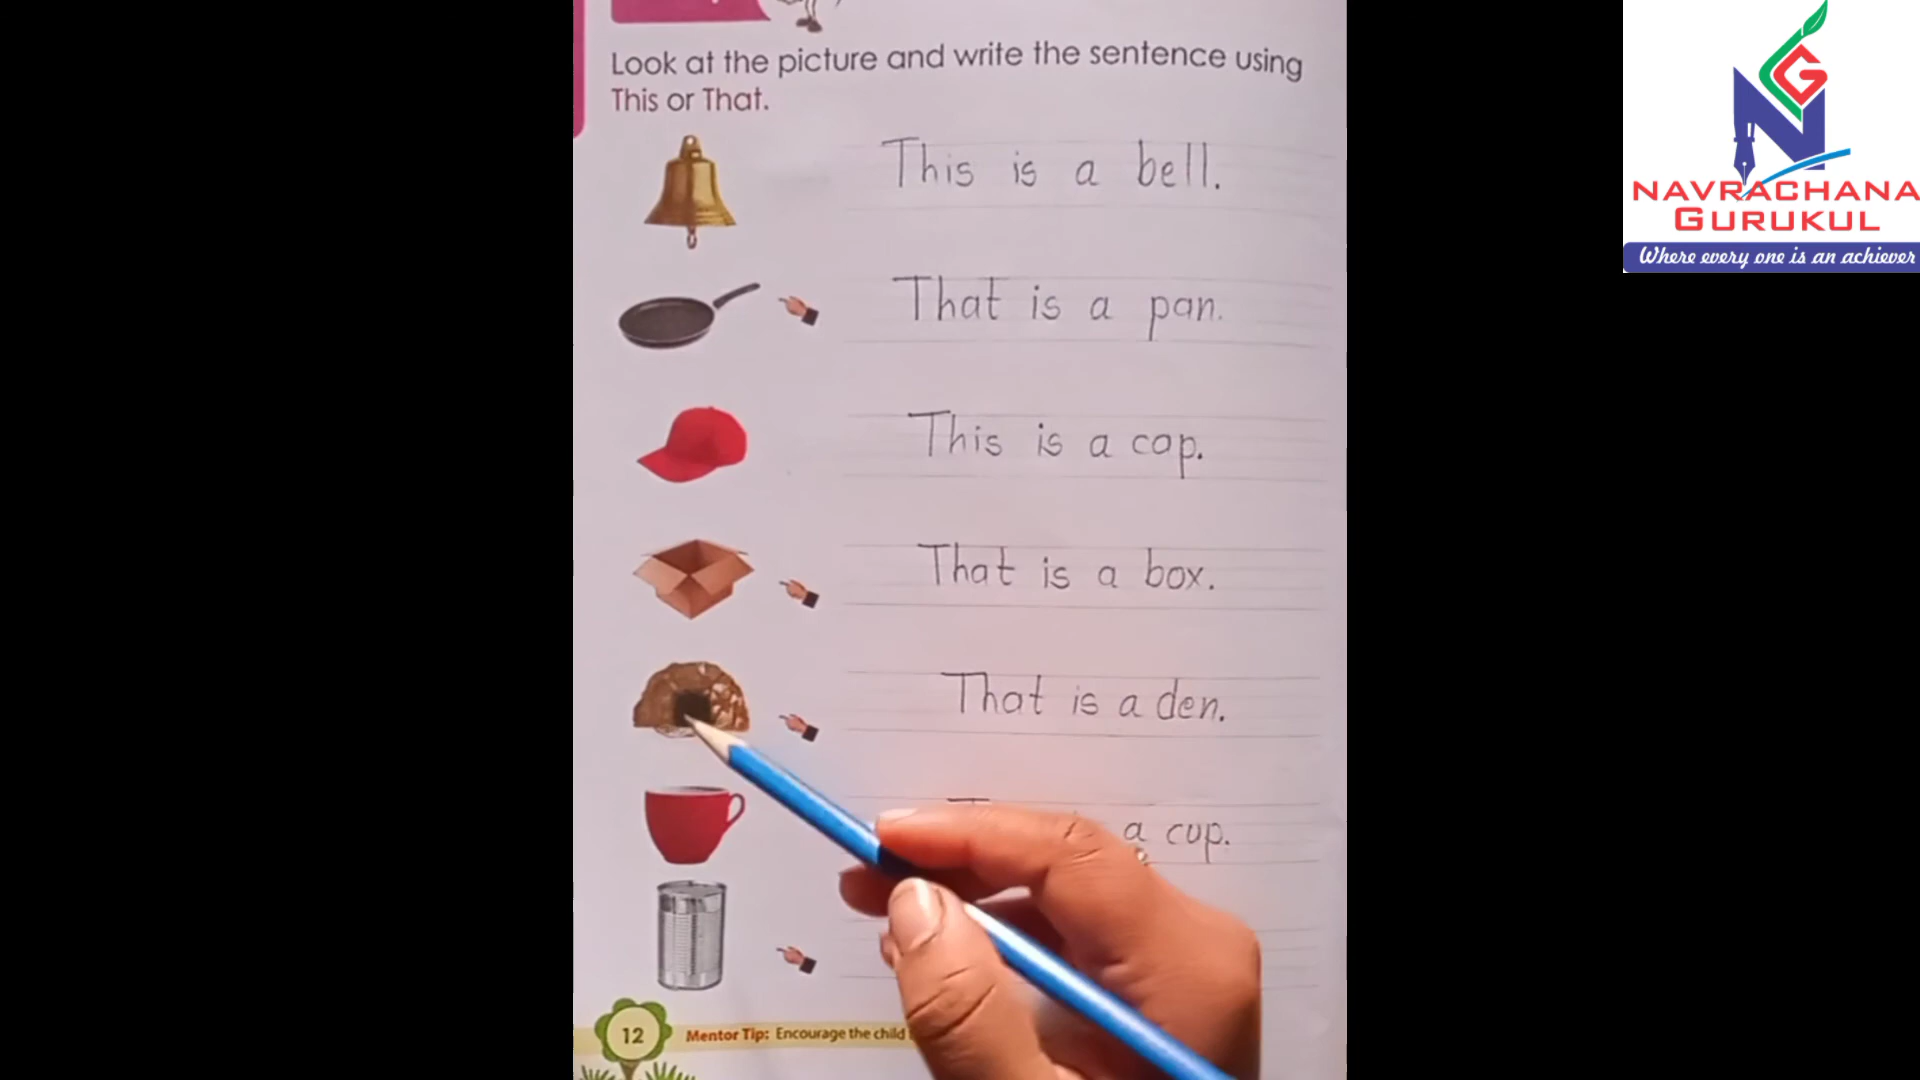 Look at the picture and write the sentence using
This or That.
This is a bell.
That is a pan.
This is a cap.
That is a box.
That is a den.
a cup.
12
Mentor Tip: Encourage the child
NG
NAVRACHANA
GURUKUL
Where every one is an achiever